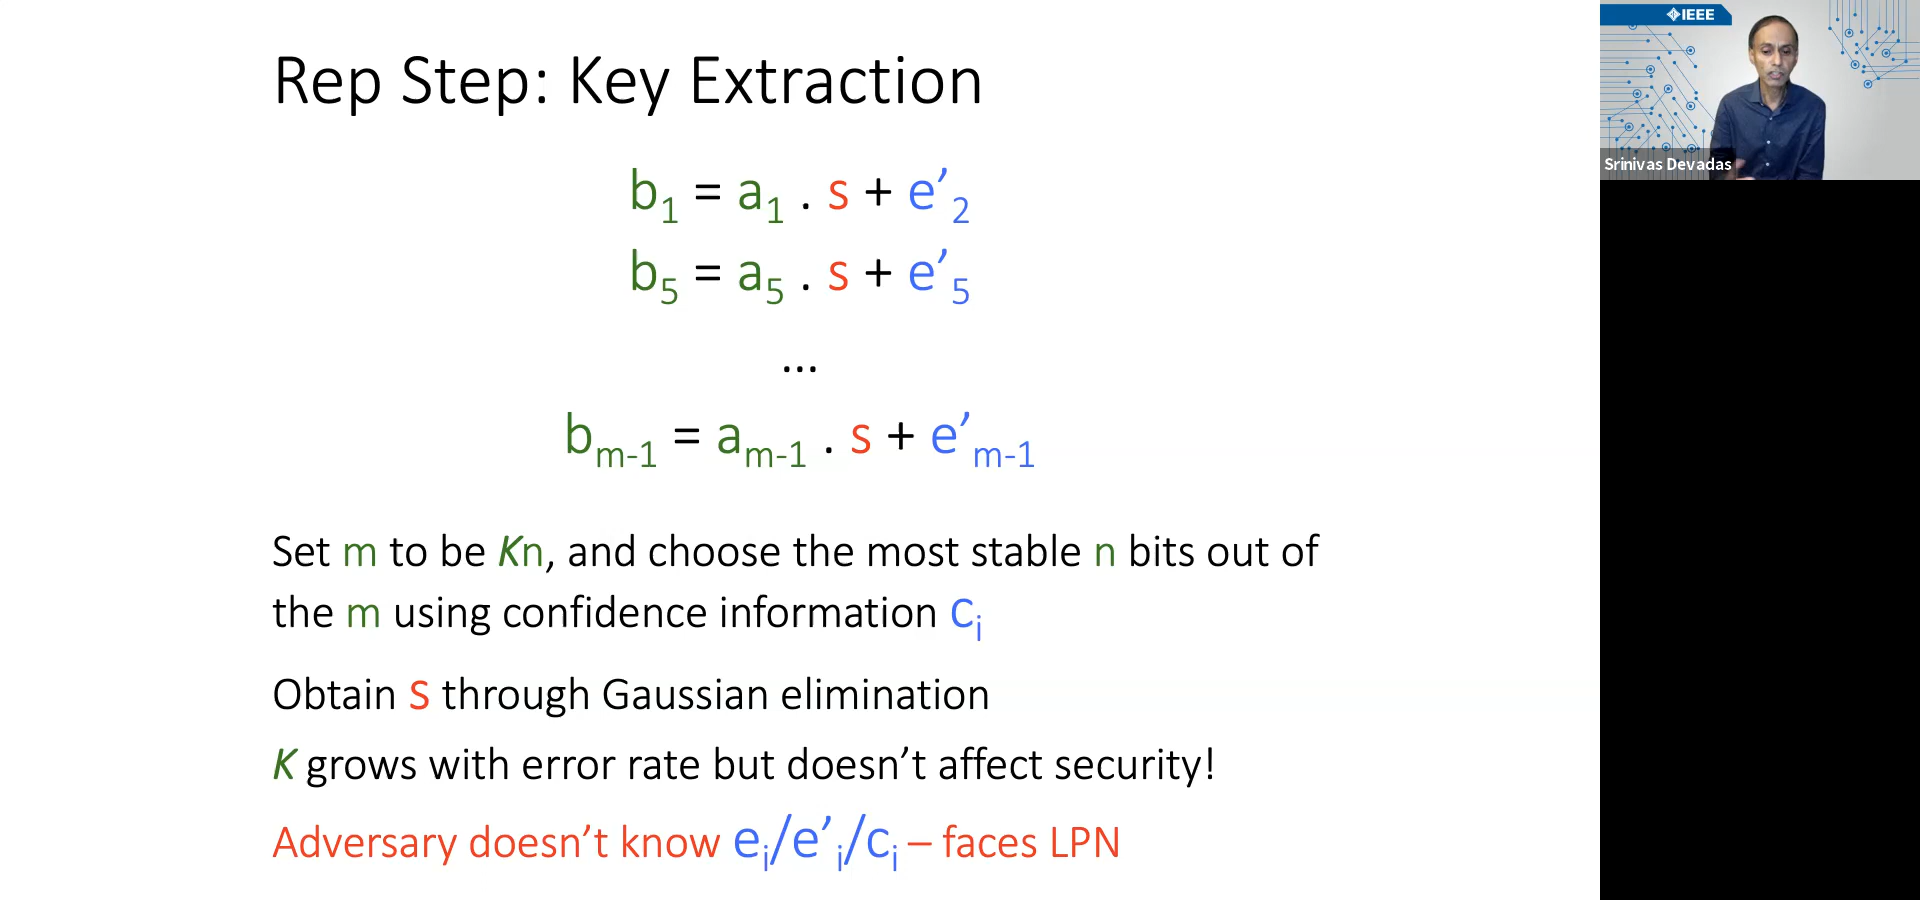 Rep Step: Key Extraction
IEEE
Srinivas Devadas
b₁ = a₁ . s + e’₂
b₅ = a₅ . s + e’₅
...
bₘ₋₁ = aₘ₋₁ . s + e’ₘ₋₁
Set m to be Kn, and choose the most stable n bits out of
the m using confidence information cᵢ
Obtain s through Gaussian elimination
K grows with error rate but doesn’t affect security!
Adversary doesn’t know eᵢ/e’ᵢ/cᵢ – faces LPN